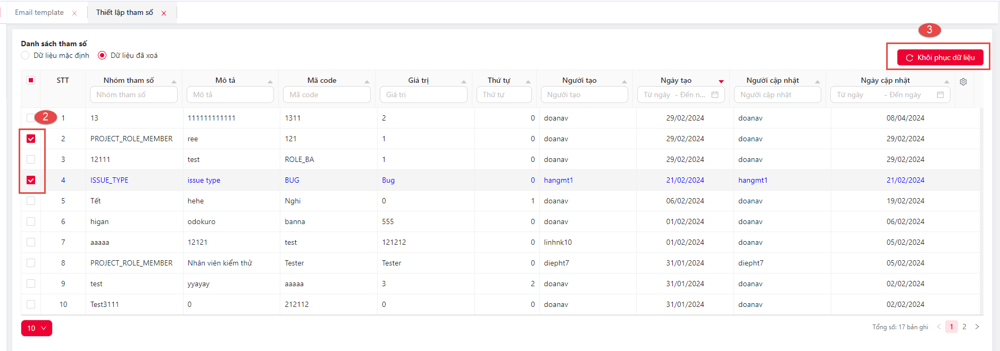 Email template
Thiết lập tham số
3
Danh sách tham số
Dữ liệu mặc định Dữ liệu đã xoá
Khôi phục dữ liệu
STT Nhóm tham số Mô tả Mã code Giá trị Thứ tự Người tạo Ngày tạo Người cập nhật Ngày cập nhật
Nhóm tham số Mô tả Mã code Giá trị Thứ tự Người tạo Từ ngày - Đến n... Người cập nhật Từ ngày - Đến ngày
2
1 13 111111111111 1311 2 0 doanav 29/02/2024 doanav 08/04/2024
2 PROJECT_ROLE_MEMBER ree 121 1 0 doanav 29/02/2024 doanav 29/02/2024
3 12111 test ROLE_BA 1 0 doanav 29/02/2024 doanav 29/02/2024
4 ISSUE_TYPE issue type BUG Bug 0 hangmt1 21/02/2024 hangmt1 21/02/2024
5 Tết hehe Nghi 0 1 doanav 06/02/2024 doanav 19/02/2024
6 higan odokuro banna 555 0 doanav 01/02/2024 doanav 06/02/2024
7 aaaaa 12121 test 121212 0 linhnk10 01/02/2024 doanav 05/02/2024
8 PROJECT_ROLE_MEMBER Nhân viên kiểm thử Tester Tester 0 diepht7 31/01/2024 diepht7 05/02/2024
9 test yyayay aaaaa 3 2 doanav 31/01/2024 doanav 02/02/2024
10 Test3111 0 212112 0 0 doanav 31/01/2024 doanav 02/02/2024
10
Tổng số: 17 bản ghi < 1 2 >